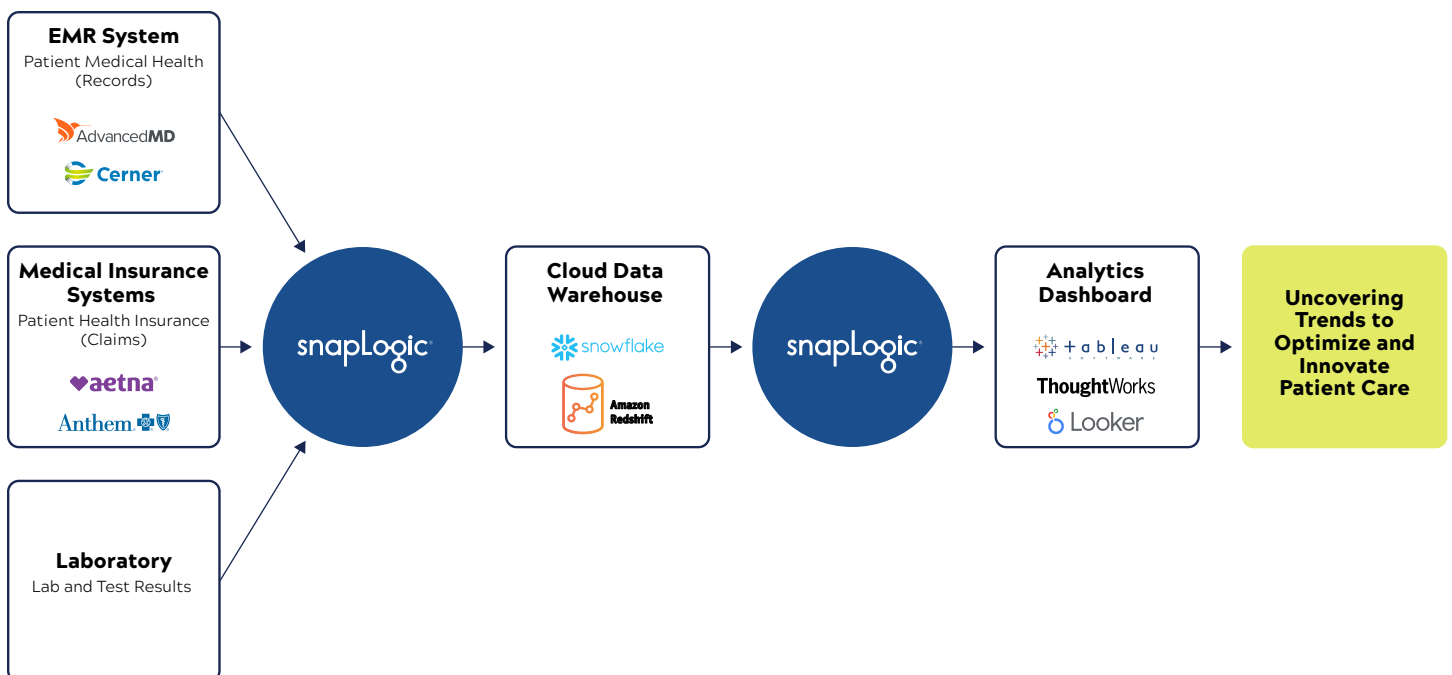 EMR System
Patient Medical Health
(Records)
AdvancedMD
Cerner
Medical Insurance
Systems
Patient Health Insurance
(Claims)
aetna®
Anthem
Laboratory
Lab and Test Results
snapLogic
Cloud Data
Warehouse
snowflake
Amazon
Redshift
snapLogic
Analytics
Dashboard
+ableau
SOFTWARE
ThoughtWorks
Looker
Uncovering
Trends to
Optimize and
Innovate
Patient Care